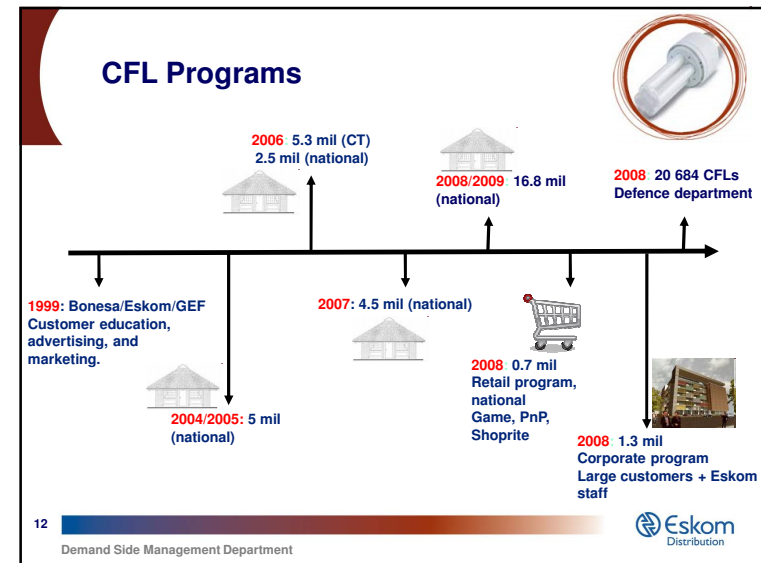 CFL Programs
2006: 5.3 mil (CT)
2.5 mil (national)
2008/2009: 16.8 mil
(national)
2008: 20 684 CFLs
Defence department
1999: Bonesa/Eskom/GEF
Customer education,
advertising, and
marketing.
2004/2005: 5 mil
(national)
2007: 4.5 mil (national)
2008: 0.7 mil
Retail program,
national
Game, PnP,
Shoprite
2008: 1.3 mil
Corporate program
Large customers + Eskom
staff
12
Demand Side Management Department
Eskom
Distribution